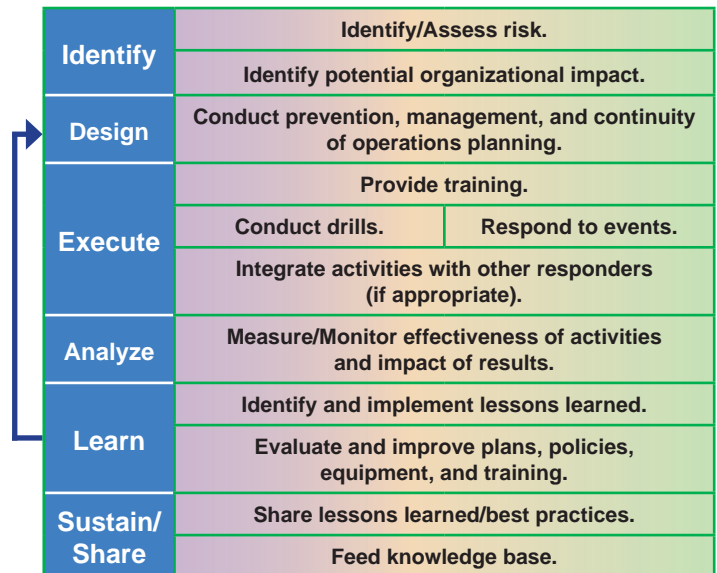 Identify
Identify/Assess risk.
Identify potential organizational impact.
Design
Conduct prevention, management, and continuity
of operations planning.
Execute
Provide training.
Conduct drills.
Respond to events.
Integrate activities with other responders
(if appropriate).
Analyze
Measure/Monitor effectiveness of activities
and impact of results.
Learn
Identify and implement lessons learned.
Evaluate and improve plans, policies,
equipment, and training.
Sustain/
Share
Share lessons learned/best practices.
Feed knowledge base.